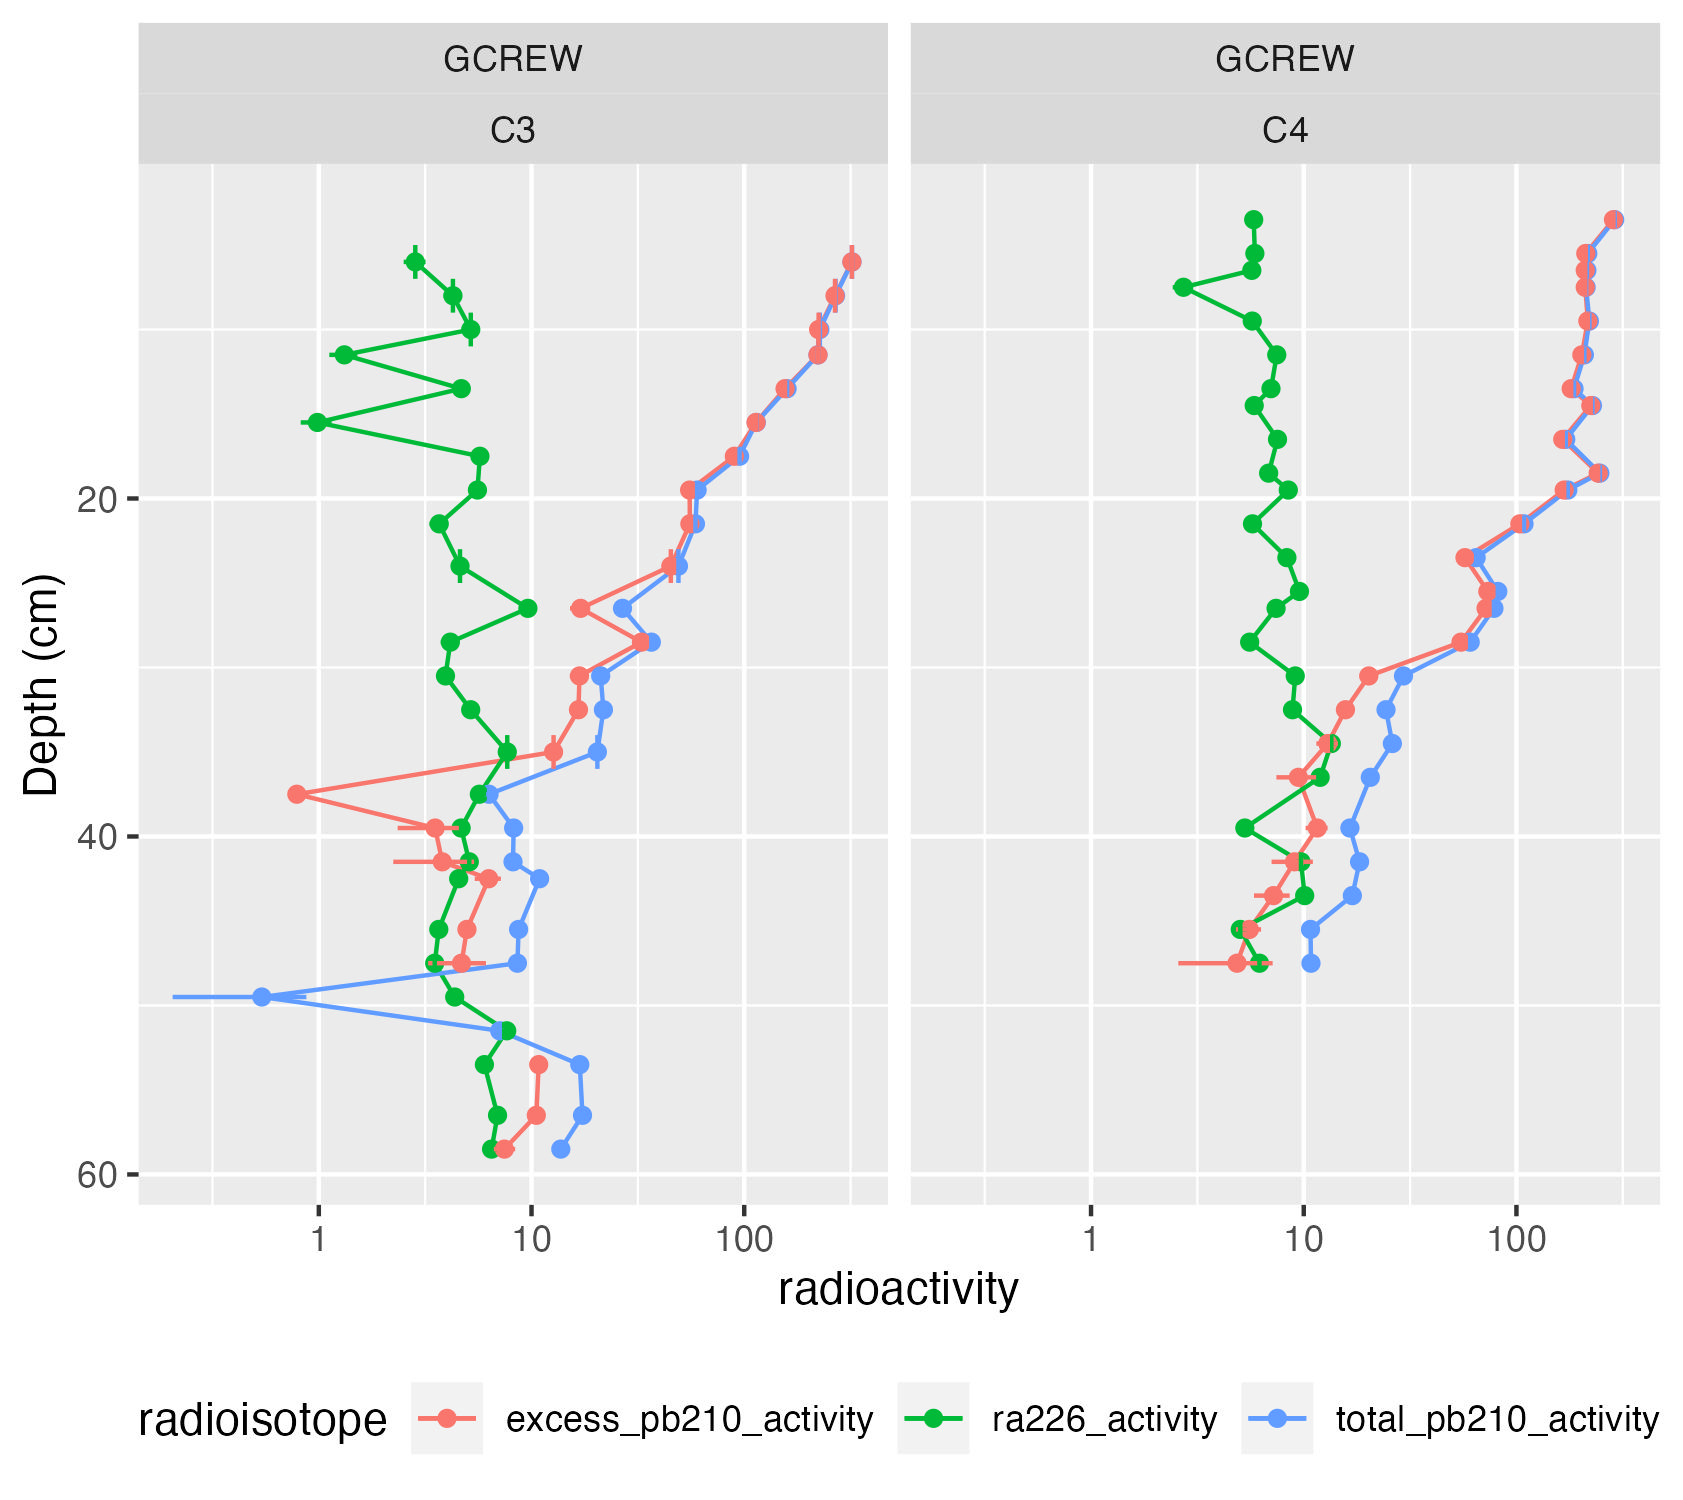 GCREW GCREW
C3 C4
Depth (cm)
20
40
60
1 10 100 1 10 100
radioactivity
radioisotope excess_pb210_activity ra226_activity total_pb210_activity